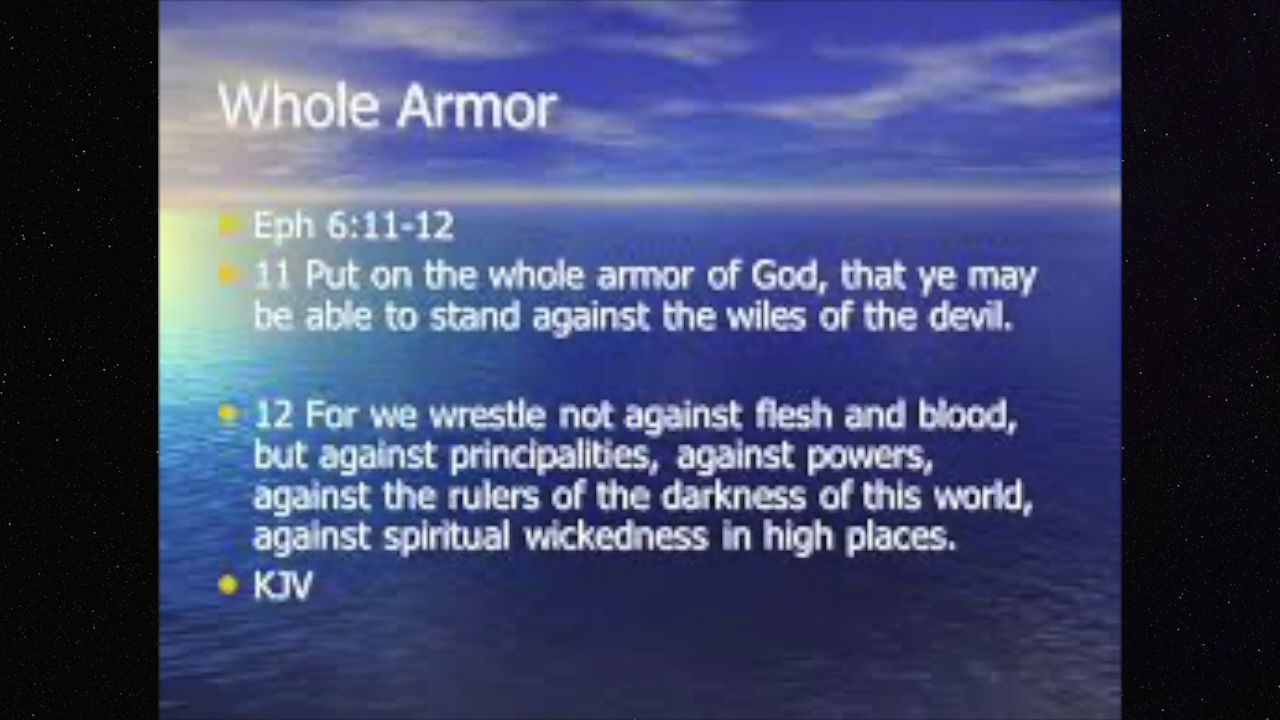 Whole Armor
Eph 6:11-12
11 Put on the whole armor of God, that ye may
be able to stand against the wiles of the devil.
12 For we wrestle not against flesh and blood,
but against principalities, against powers,
against the rulers of the darkness of this world,
against spiritual wickedness in high places.
KJV